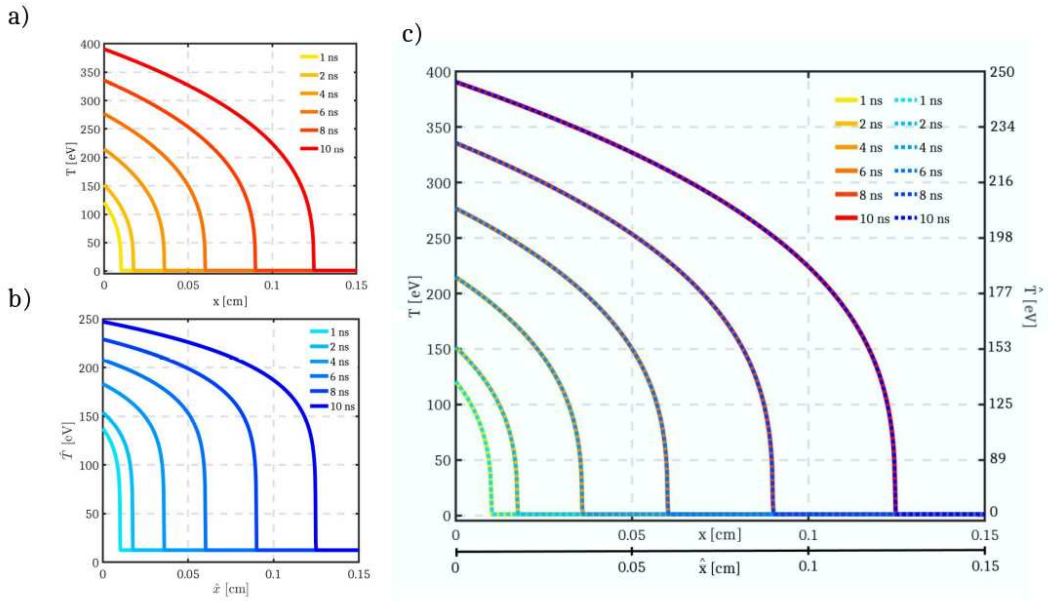 a)
400
350
300
250
200
150
100
50
0
T [eV]
1 ns
2 ns
4 ns
6 ns
8 ns
10 ns
0
0.05
0.1
0.15
x [cm]
b)
250
200
150
100
50
0
T̂ [eV]
1 ns
2 ns
4 ns
6 ns
8 ns
10 ns
0
0.05
0.1
0.15
x̂ [cm]
c)
400
350
300
250
200
150
100
50
0
T [eV]
1 ns 1 ns
2 ns 2 ns
4 ns 4 ns
6 ns 6 ns
8 ns 8 ns
10 ns 10 ns
250
234
216
198
177
153
125
89
0
T̂ [eV]
0
0.05
0.1
0.15
x [cm]
0
0.05
0.1
0.15
x̂ [cm]